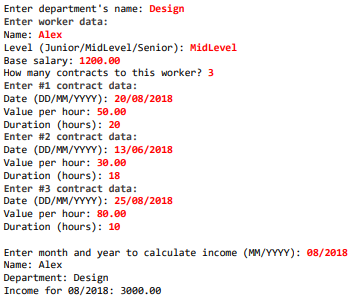 Enter department's name: Design
Enter worker data:
Name: Alex
Level (Junior/MidLevel/Senior): MidLevel
Base salary: 1200.00
How many contracts to this worker? 3
Enter #1 contract data:
Date (DD/MM/YYYY): 20/08/2018
Value per hour: 50.00
Duration (hours): 20
Enter #2 contract data:
Date (DD/MM/YYYY): 13/06/2018
Value per hour: 30.00
Duration (hours): 18
Enter #3 contract data:
Date (DD/MM/YYYY): 25/08/2018
Value per hour: 80.00
Duration (hours): 10

Enter month and year to calculate income (MM/YYYY): 08/2018
Name: Alex
Department: Design
Income for 08/2018: 3000.00